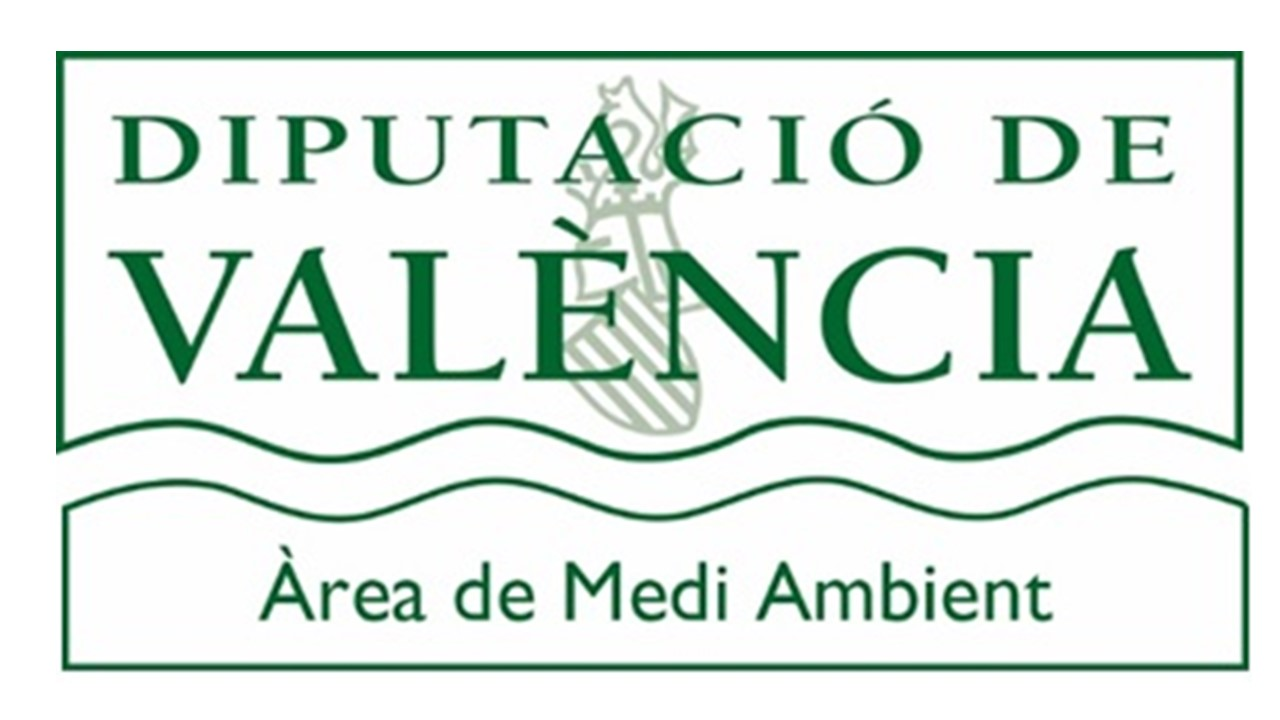 DIPUTACIÓ DE
VALÈNCIA
Àrea de Medi Ambient